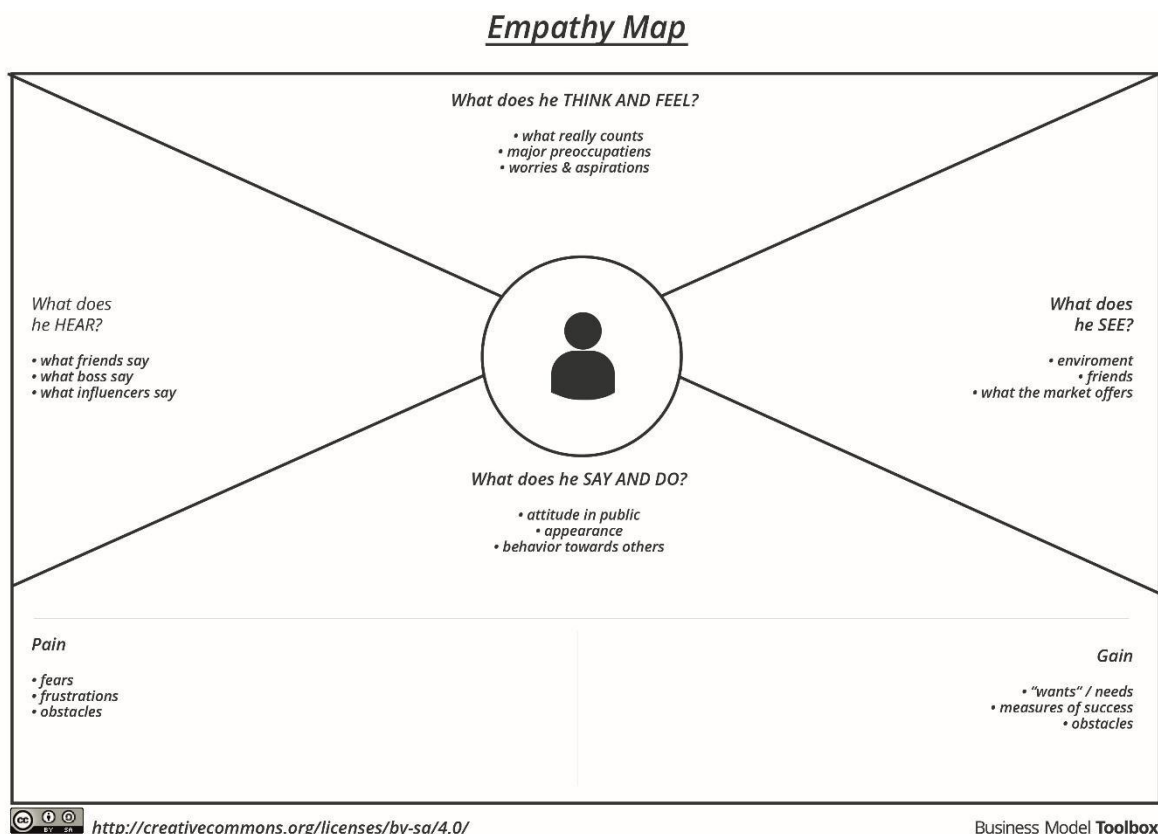 Empathy Map
What does he THINK AND FEEL?
• what really counts
• major preoccupatiens
• worries & aspirations
What does
he HEAR?
• what friends say
• what boss say
• what influencers say
What does
he SEE?
• enviroment
• friends
• what the market offers
What does he SAY AND DO?
• attitude in public
• appearance
• behavior towards others
Pain
• fears
• frustrations
• obstacles
Gain
• “wants“ / needs
• measures of success
• obstacles
cc BY SA http://creativecommons.org/licenses/by-sa/4.0/
Business Model Toolbox